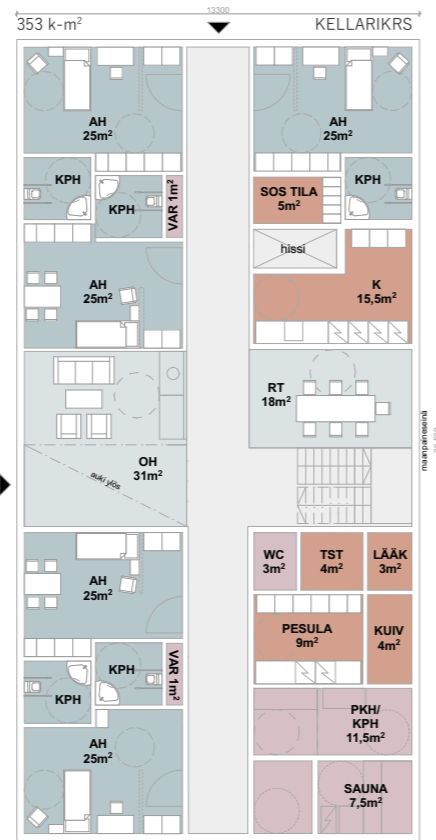 13300
353 k-m² KELLARIKRS
AH
25m²
AH
25m²
KPH
KPH
VAR 1m²
SOS TILA
5m²
KPH
hissi
AH
25m²
K
15,5m²
RT
18m²
OH
31m²
auki ylös
maanpaineseinä
AH
25m²
WC
3m²
TST
4m²
LÄÄK
3m²
PESULA
9m²
KUIV
4m²
KPH
KPH
VAR 1m²
PKH/
KPH
11,5m²
AH
25m²
SAUNA
7,5m²